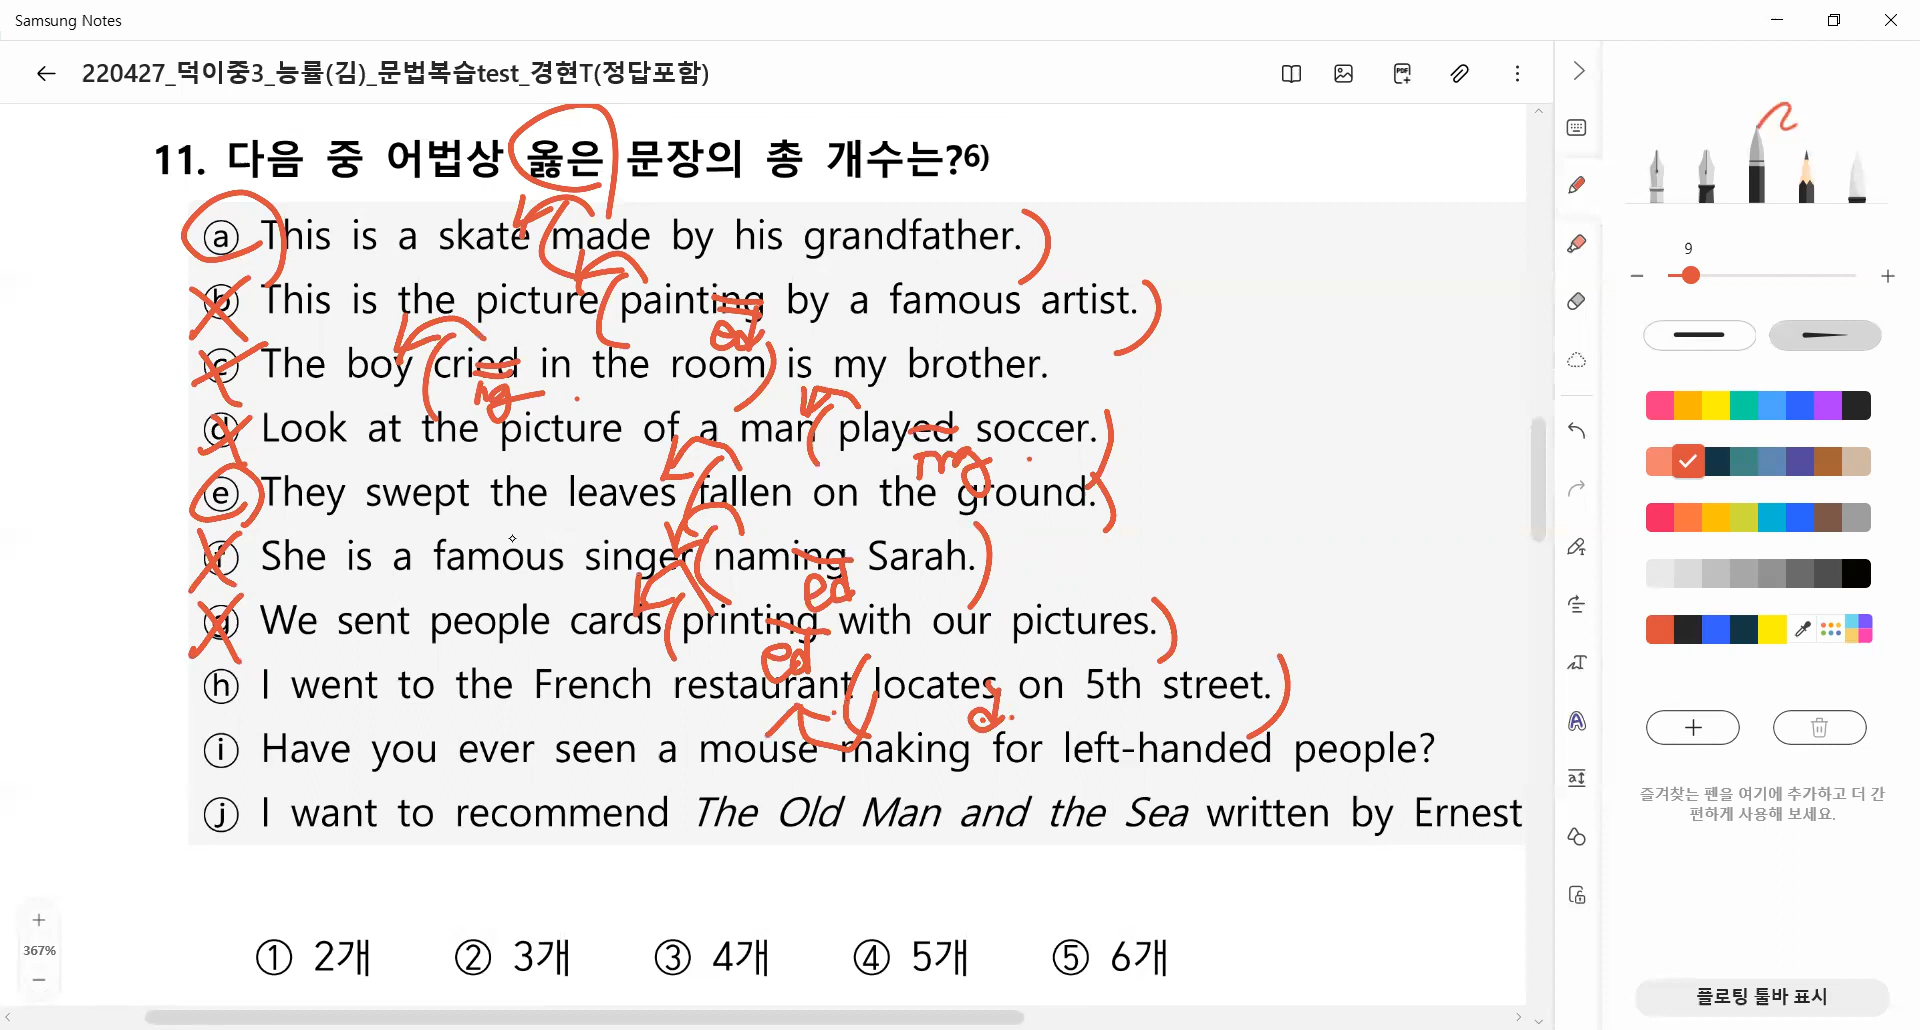 Samsung Notes
220427_덕이중3_능률(김)_문법복습test_경현T(정답포함)
11. 다음 중 어법상 옳은 문장의 총 개수는?6)
ⓐ This is a skate made by his grandfather.
ⓑ This is the picture painting by a famous artist.
ed
ⓒ The boy cried in the room is my brother.
ing
ⓓ Look at the picture of a man played soccer.
ing
ⓔ They swept the leaves fallen on the ground.
ⓕ She is a famous singer naming Sarah.
ed
ⓖ We sent people cards printing with our pictures.
ed
ⓗ I went to the French restaurant locates on 5th street.
d
ⓘ Have you ever seen a mouse making for left-handed people?
ⓙ I want to recommend The Old Man and the Sea written by Ernest
① 2개 ② 3개 ③ 4개 ④ 5개 ⑤ 6개
367%
9
즐겨찾는 펜을 여기에 추가하고 더 간
편하게 사용해 보세요.
플로팅 툴바 표시